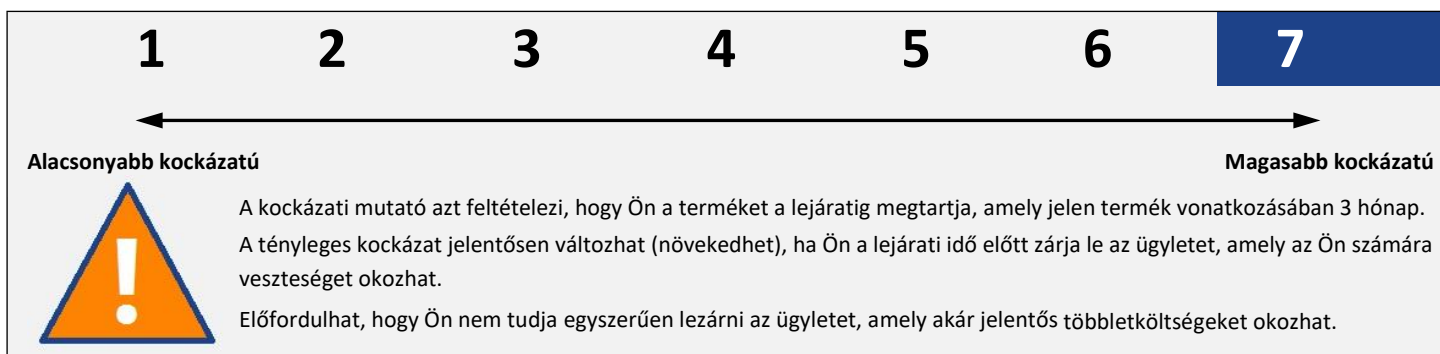 1 2 3 4 5 6 7
Alacsonyabb kockázatú Magasabb kockázatú
A kockázati mutató azt feltételezi, hogy Ön a terméket a lejáratig megtartja, amely jelen termék vonatkozásában 3 hónap.
A tényleges kockázat jelentősen változhat (növekedhet), ha Ön a lejárati idő előtt zárja le az ügyletet, amely az Ön számára
veszteséget okozhat.
Előfordulhat, hogy Ön nem tudja egyszerűen lezárni az ügyletet, amely akár jelentős többletköltségeket okozhat.